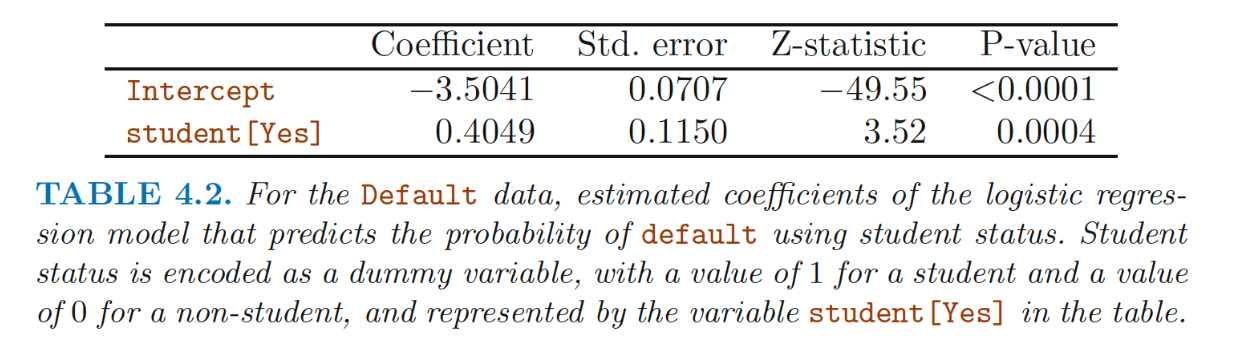 Coefficient Std. error Z-statistic P-value
Intercept −3.5041 0.0707 −49.55 <0.0001
student[Yes] 0.4049 0.1150 3.52 0.0004
TABLE 4.2. For the Default data, estimated coefficients of the logistic regres-
sion model that predicts the probability of default using student status. Student
status is encoded as a dummy variable, with a value of 1 for a student and a value
of 0 for a non-student, and represented by the variable student[Yes] in the table.